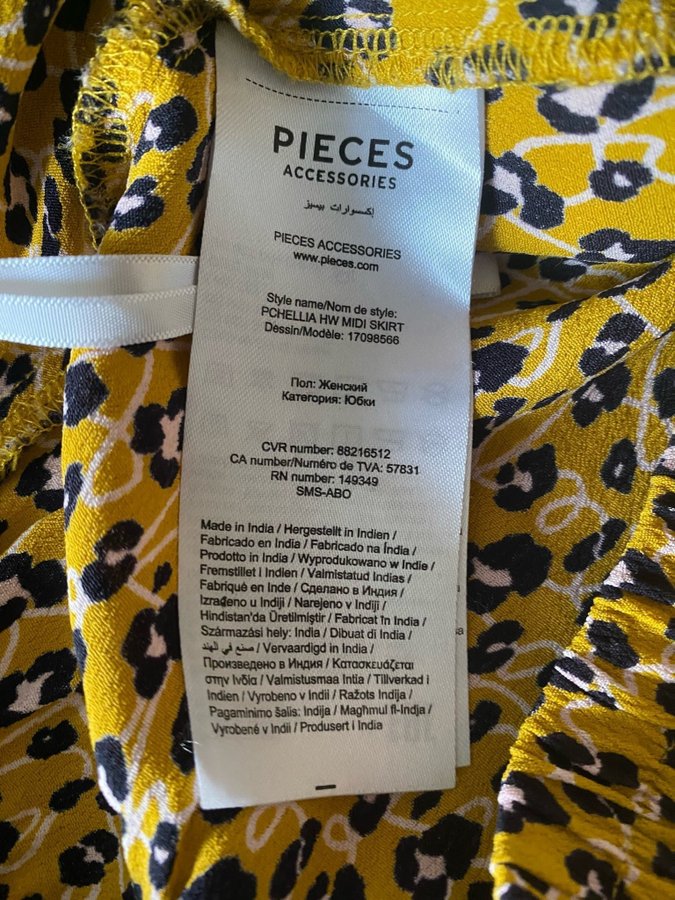 PIECES
ACCESSORIES
إكسسوارات بيسيز
PIECES ACCESSORIES
www.pieces.com
Style name/Nom de style:
PCHELLIA HW MIDI SKIRT
Dessin/Modèle: 17098566
Пол: Женский
Категория: Юбки
CVR number: 88216512
CA number/Numéro de TVA: 57831
RN number: 149349
SMS-ABO
Made in India / Hergestellt in Indien /
Fabricado en India / Fabricado na Índia /
Prodotto in India / Wyprodukowano w Indie /
Fremstillet i Indien / Valmistatud Indias /
Fabriqué en Inde / Сделано в Индия /
Izrađeno u Indiji / Narejeno v Indiji /
Hindistan'da Üretilmiştir / Fabricat în India /
Származási hely: India / Dibuat di India /
صنع في الهند / Vervaardigd in India /
Произведено в Индия / Κατασκευάζεται
στην Ινδία / Valmistusmaa Intia / Tillverkad i
Indien / Vyrobeno v Indii / Ražots Indija /
Pagaminimo šalis: Indija / Magħmul fl-Indja /
Vyrobené v Indii / Produsert i India